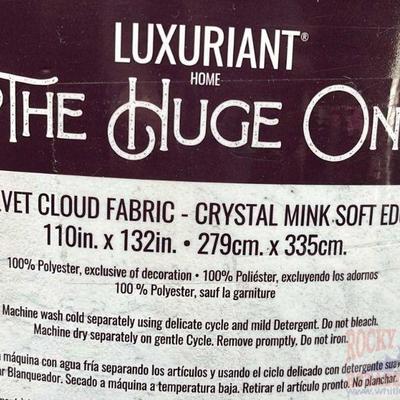 LUXURIANT®
HOME
THE HUGE ON
VET CLOUD FABRIC - CRYSTAL MINK SOFT ED
110in. x 132in. • 279cm. x 335cm.
100% Polyester, exclusive of decoration • 100% Poliéster, excluyendo los adornos
100 % Polyester, sauf la garniture
Machine wash cold separately using delicate cycle and mild Detergent. Do not bleach.
Machine dry separately on gentle Cycle. Remove promptly. Do not iron.
máquina con agua fría separando los artículos y usando el ciclo delicado con detergente
ar Blanqueador. Secado a máquina a temperatura baja. Retirar el artículo pronto. No planchar.
ROCKY